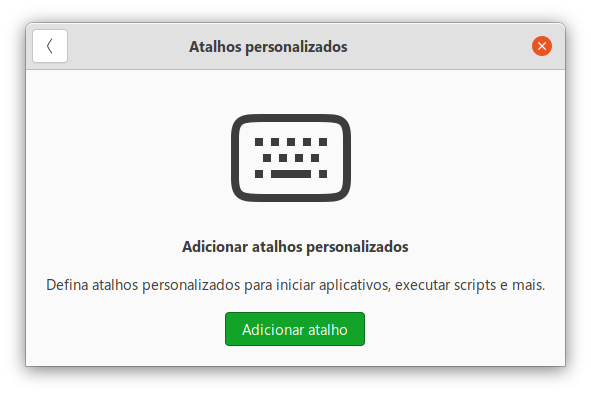 Atalhos personalizados
Adicionar atalhos personalizados
Defina atalhos personalizados para iniciar aplicativos, executar scripts e mais.
Adicionar atalho